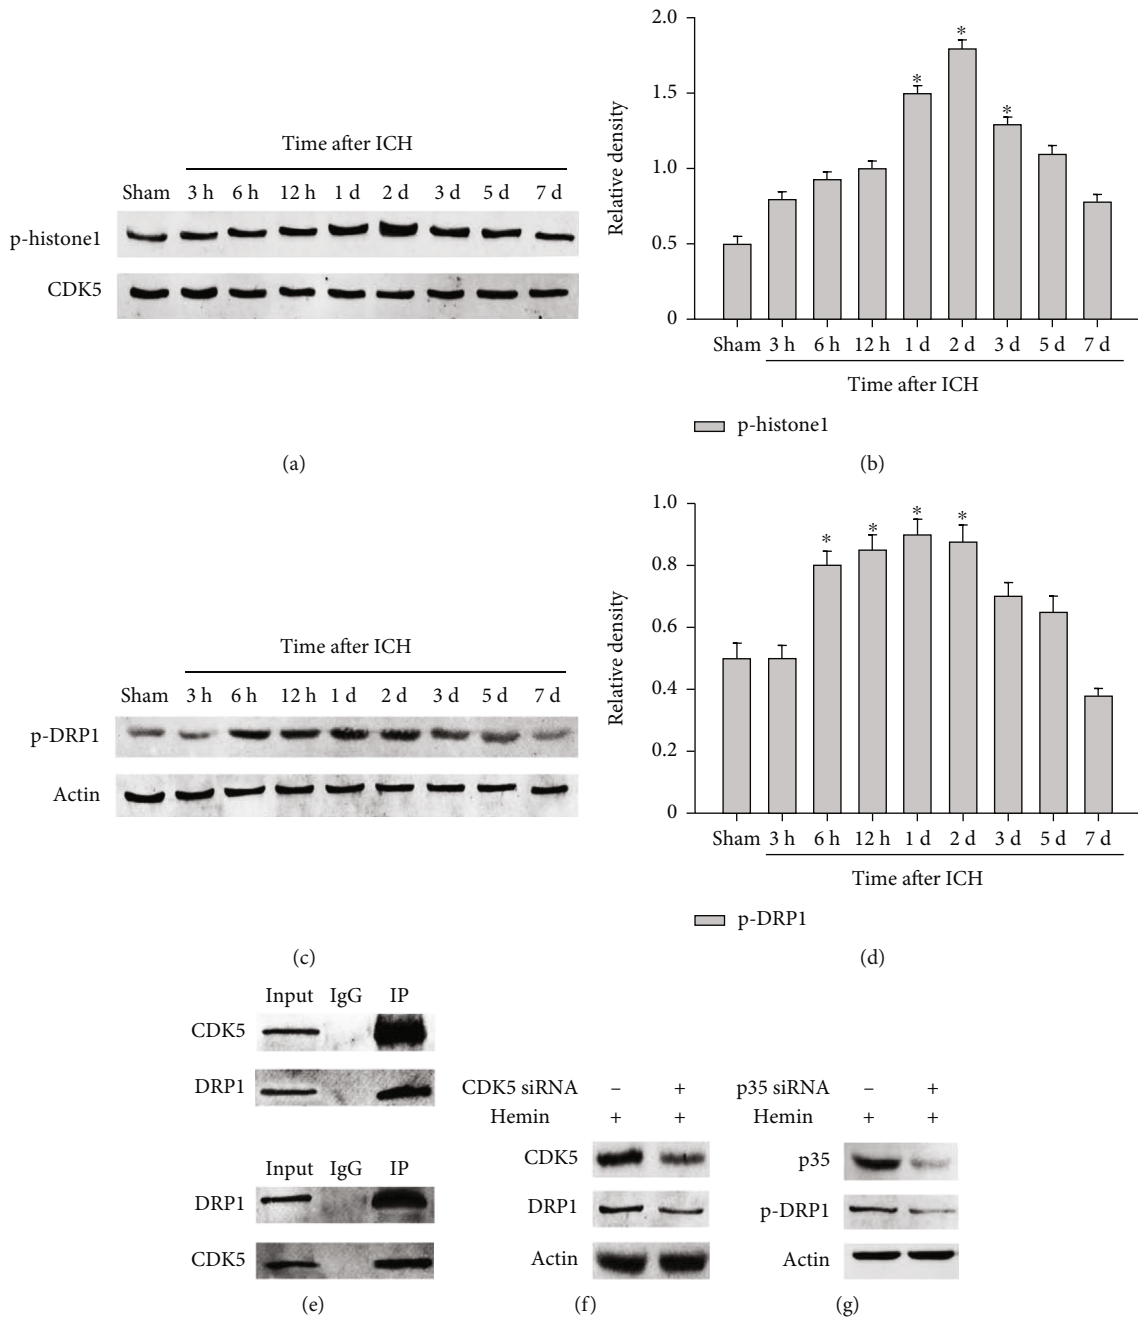 Time after ICH
Sham 3 h 6 h 12 h 1 d 2 d 3 d 5 d 7 d
p-histone1
CDK5
(a)
2.0
1.5
1.0
0.5
0
Relative density
* * *
Sham 3 h 6 h 12 h 1 d 2 d 3 d 5 d 7 d
Time after ICH
p-histone1
(b)
Time after ICH
Sham 3 h 6 h 12 h 1 d 2 d 3 d 5 d 7 d
p-DRP1
Actin
(c)
1.0
0.8
0.6
0.4
0.2
0
Relative density
* * * *
Sham 3 h 6 h 12 h 1 d 2 d 3 d 5 d 7 d
Time after ICH
p-DRP1
(d)
Input IgG IP
CDK5
DRP1
Input IgG IP
DRP1
CDK5
(e)
CDK5 siRNA – +
Hemin + +
CDK5
DRP1
Actin
(f)
p35 siRNA – +
Hemin + +
p35
p-DRP1
Actin
(g)